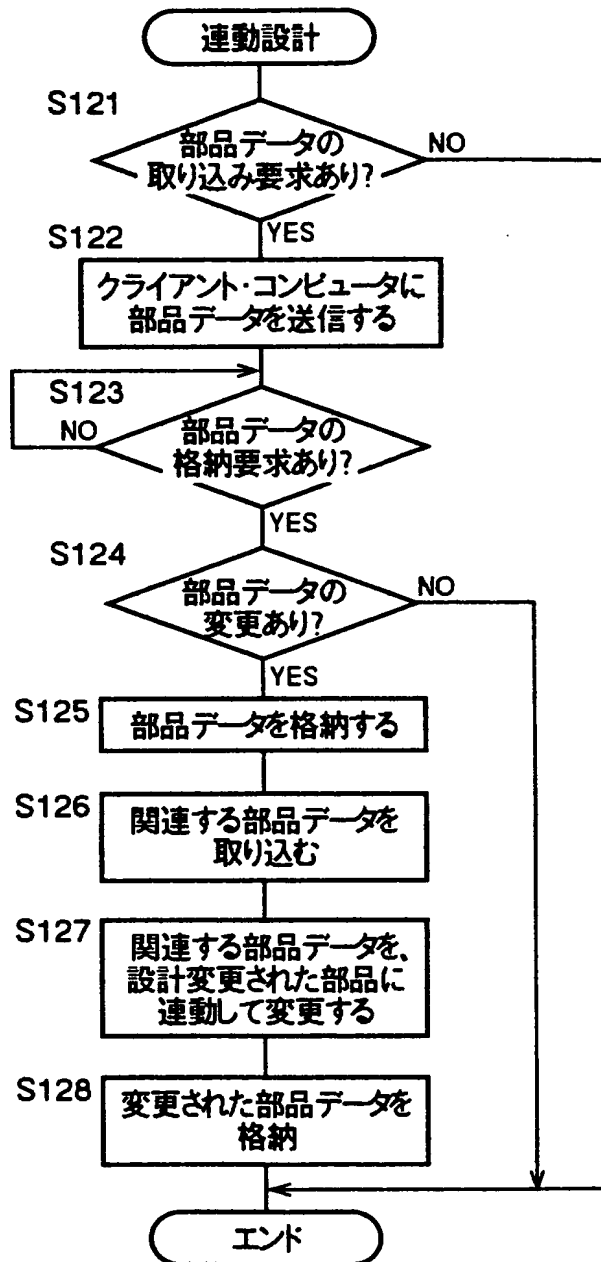 連動設計
S121
部品データの
取り込み要求あり?
NO
YES
S122
クライアント・コンピュータに
部品データを送信する
S123
NO
部品データの
格納要求あり?
YES
S124
部品データの
変更あり?
NO
YES
S125
部品データを格納する
S126
関連する部品データを
取り込む
S127
関連する部品データを、
設計変更された部品に
連動して変更する
S128
変更された部品データを
格納
エンド